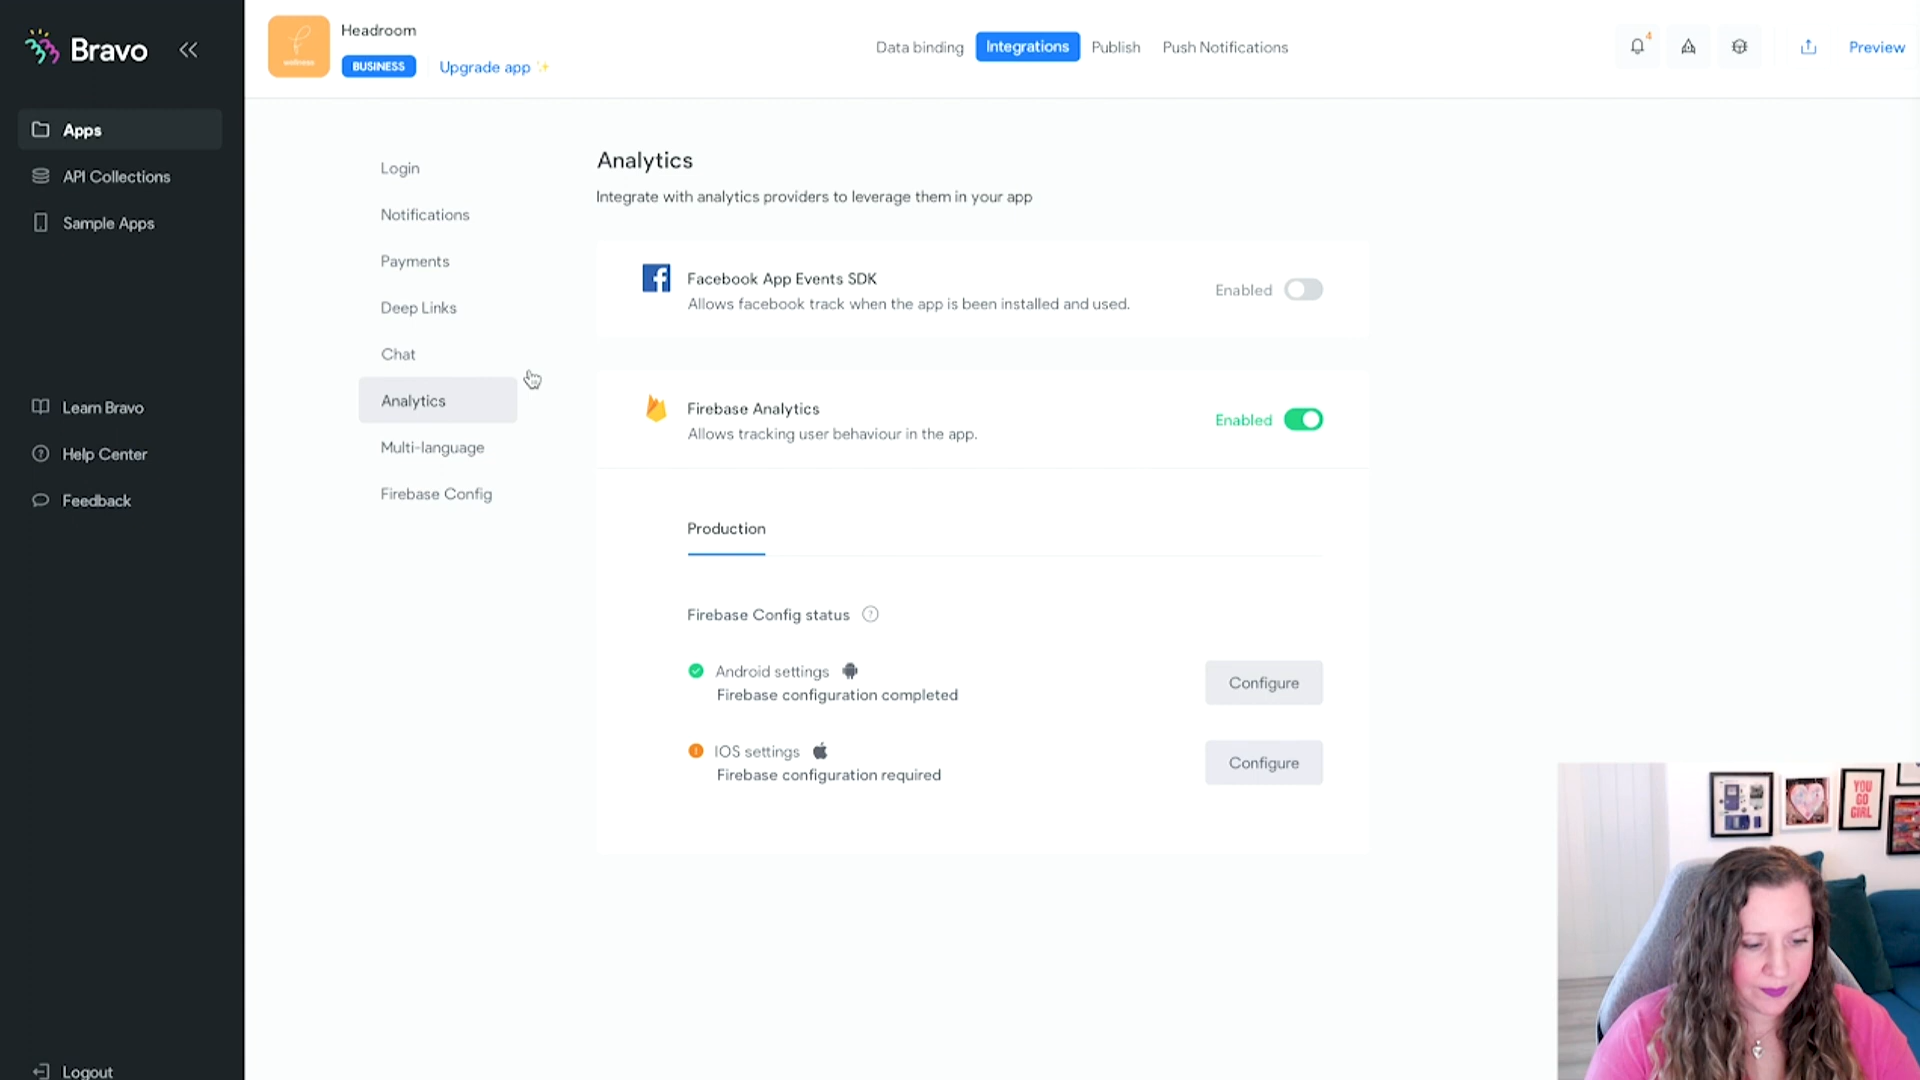 Bravo
Apps
API Collections
Sample Apps
Learn Bravo
Help Center
Feedback
Logout
Headroom
BUSINESS
Upgrade app
Data binding
Integrations
Publish
Push Notifications
4
Preview
Login
Notifications
Payments
Deep Links
Chat
Analytics
Multi-language
Firebase Config
Analytics
Integrate with analytics providers to leverage them in your app
Facebook App Events SDK
Allows facebook track when the app is been installed and used.
Enabled
Firebase Analytics
Allows tracking user behaviour in the app.
Enabled
Production
Firebase Config status
Android settings
Firebase configuration completed
Configure
IOS settings
Firebase configuration required
Configure
YOU
GO
GIRL